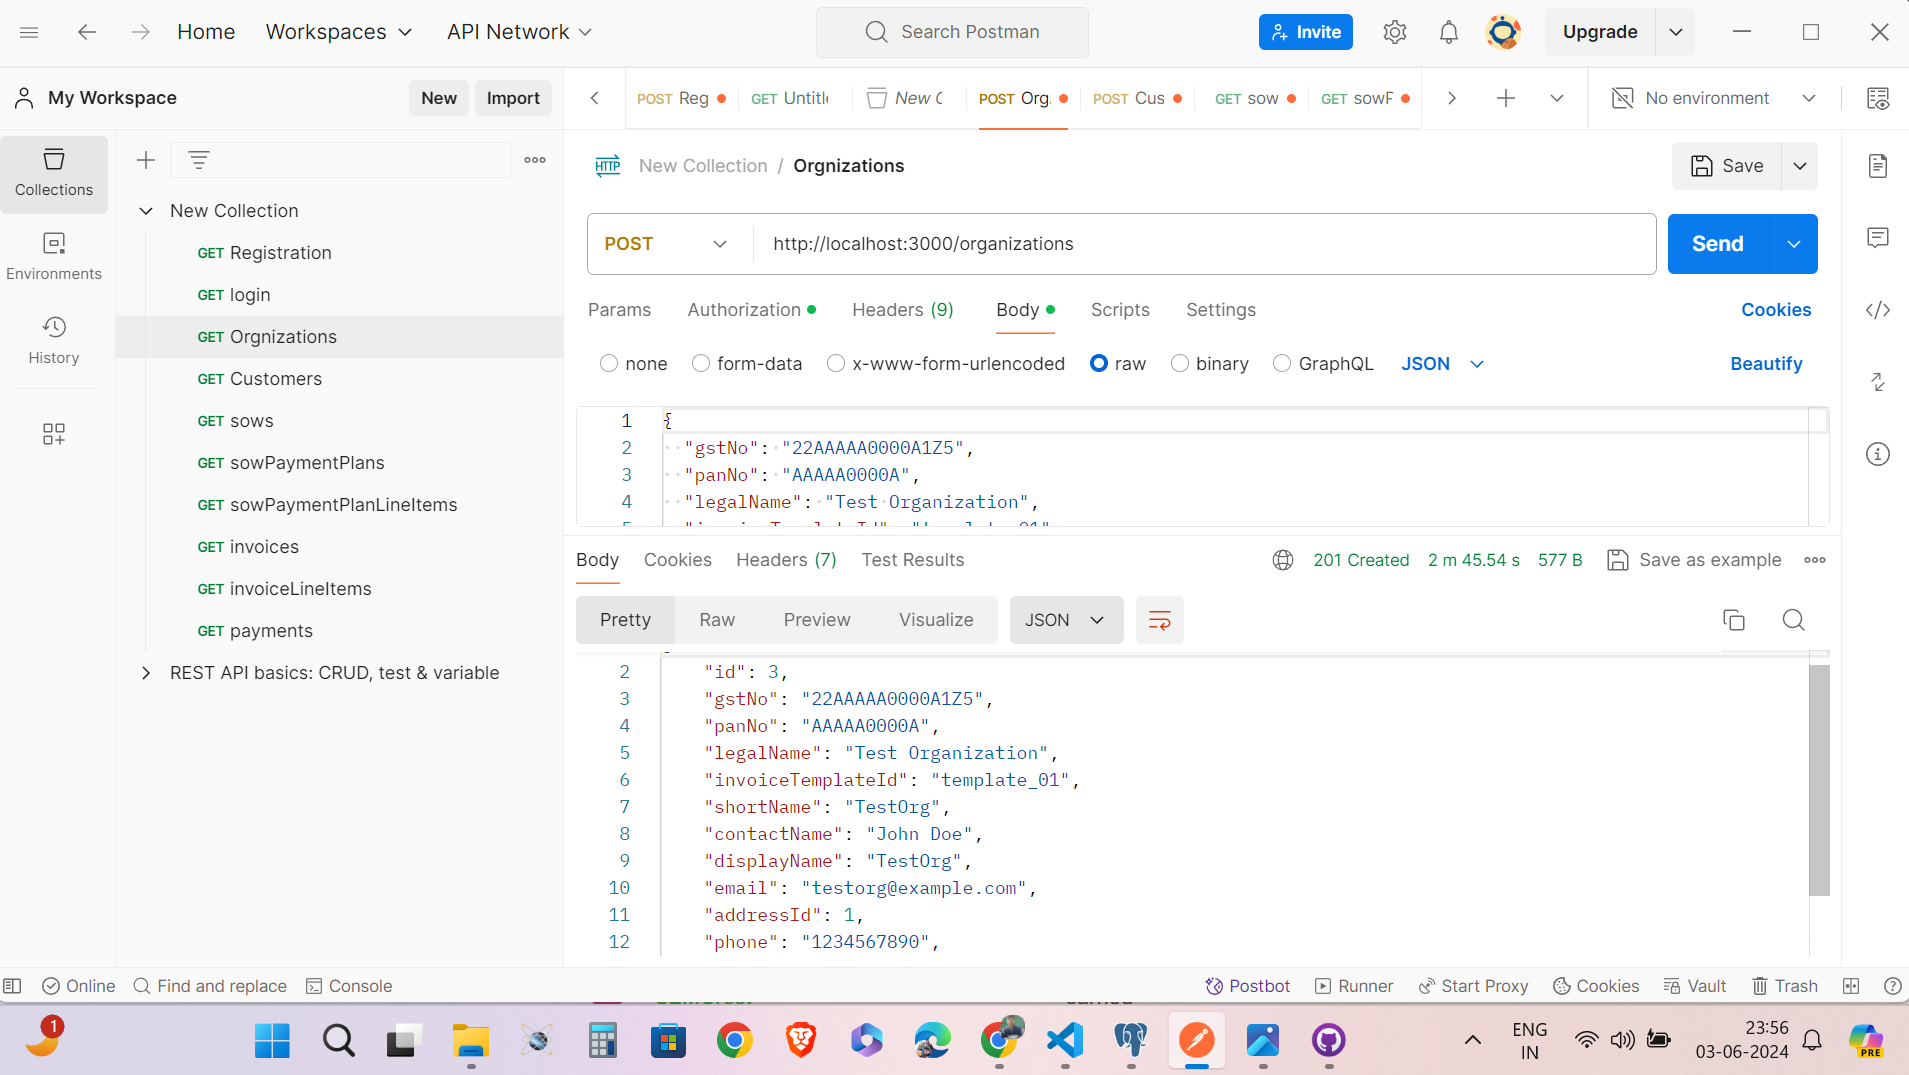 Home
Workspaces
API Network
Search Postman
Invite
Upgrade
My Workspace
New
Import
POST Reg
GET Untitl
New C
POST Org
POST Cus
GET sow
GET sowF
No environment
Collections
Environments
History
New Collection
GET Registration
GET login
GET Orgnizations
GET Customers
GET sows
GET sowPaymentPlans
GET sowPaymentPlanLineItems
GET invoices
GET invoiceLineItems
GET payments
REST API basics: CRUD, test & variable
HTTP New Collection / Orgnizations
Save
POST
http://localhost:3000/organizations
Send
Params
Authorization
Headers (9)
Body
Scripts
Settings
Cookies
none
form-data
x-www-form-urlencoded
raw
binary
GraphQL
JSON
Beautify
1 {
2 "gstNo": "22AAAAA0000A1Z5",
3 "panNo": "AAAAA0000A",
4 "legalName": "Test Organization",
Body
Cookies
Headers (7)
Test Results
201 Created
2 m 45.54 s
577 B
Save as example
Pretty
Raw
Preview
Visualize
JSON
2 "id": 3,
3 "gstNo": "22AAAAA0000A1Z5",
4 "panNo": "AAAAA0000A",
5 "legalName": "Test Organization",
6 "invoiceTemplateId": "template_01",
7 "shortName": "TestOrg",
8 "contactName": "John Doe",
9 "displayName": "TestOrg",
10 "email": "testorg@example.com",
11 "addressId": 1,
12 "phone": "1234567890",
Online
Find and replace
Console
Postbot
Runner
Start Proxy
Cookies
Vault
Trash
1
ENG
IN
23:56
03-06-2024
PRE